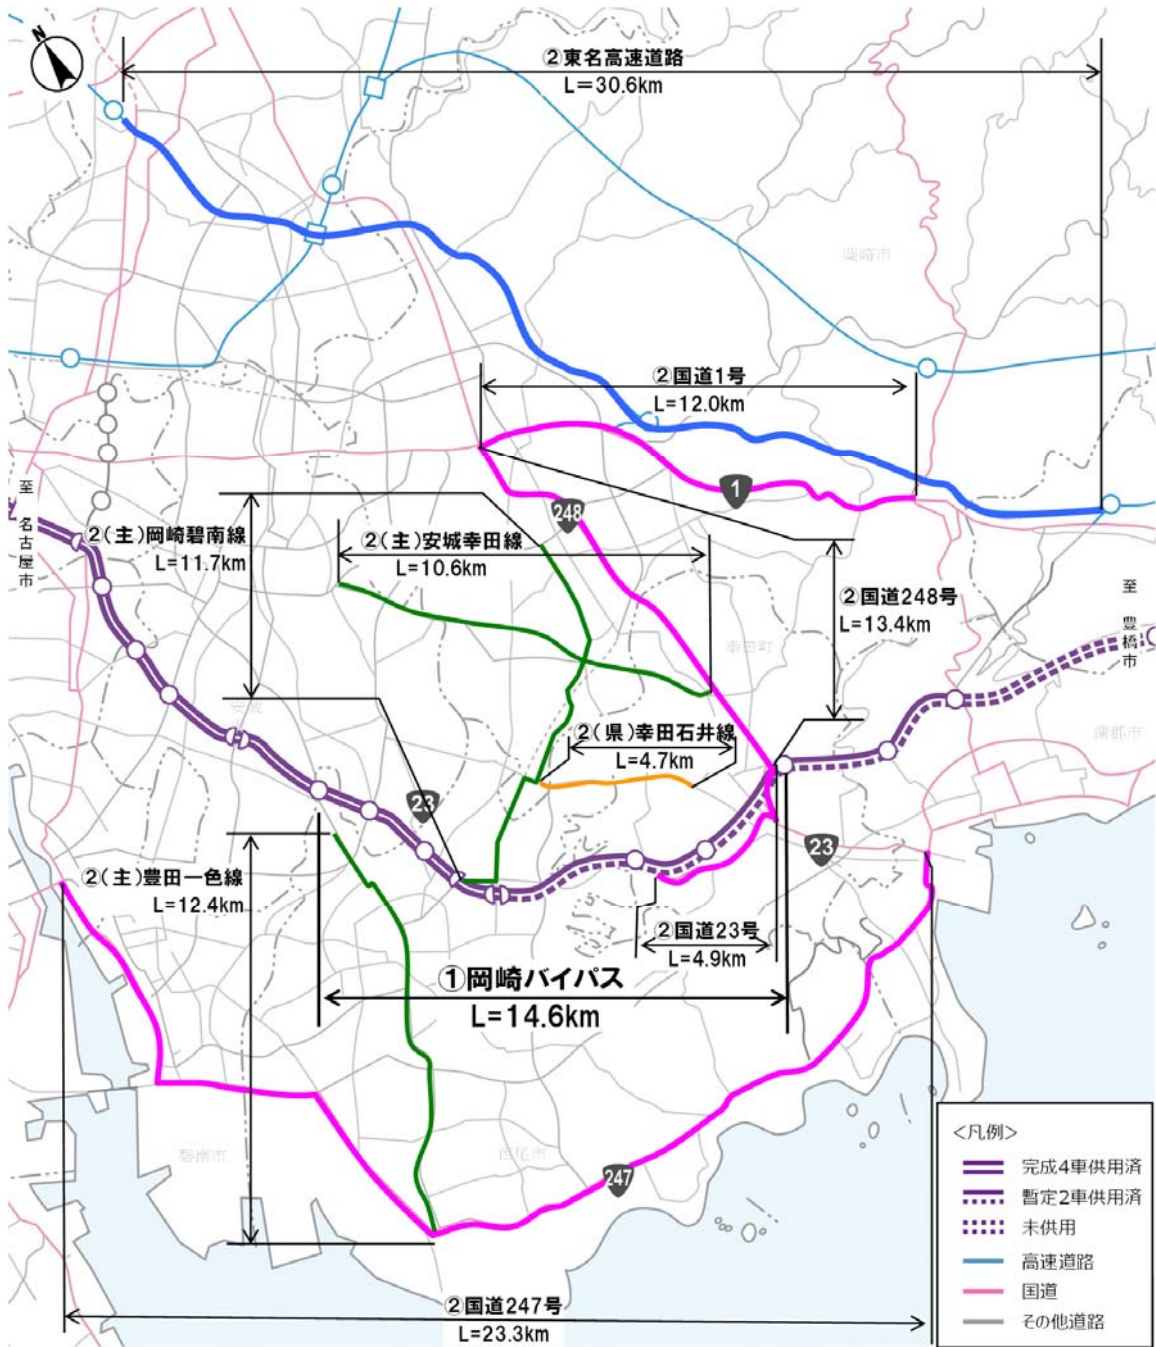 N
②東名高速道路
L=30.6km
岡崎市
②国道1号
L=12.0km
1
248
至 名古屋市
②(主)岡崎碧南線
L=11.7km
②(主)安城幸田線
L=10.6km
②国道248号
L=13.4km
至 豊橋市
幸田町
安城
②(県)幸田石井線
L=4.7km
蒲郡市
23
23
②(主)豊田一色線
L=12.4km
②国道23号
L=4.9km
①岡崎バイパス
L=14.6km
碧南市
西尾市
247
②国道247号
L=23.3km
<凡例>
完成4車供用済
暫定2車供用済
未供用
高速道路
国道
その他道路